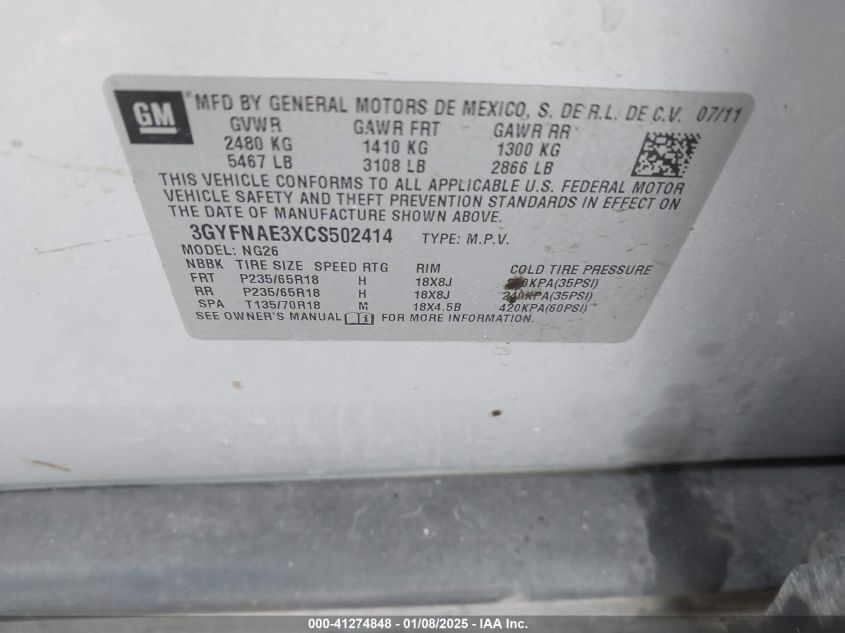 GM
MFD BY GENERAL MOTORS DE MEXICO, S. DE R.L. DE C.V. 07/11
GVWR GAWR FRT GAWR RR
2480 KG 1410 KG 1300 KG
5467 LB 3108 LB 2866 LB
THIS VEHICLE CONFORMS TO ALL APPLICABLE U.S. FEDERAL MOTOR
VEHICLE SAFETY AND THEFT PREVENTION STANDARDS IN EFFECT ON
THE DATE OF MANUFACTURE SHOWN ABOVE.
3GYFNAE3XCS502414 TYPE: M.P.V.
MODEL: NG26
NBBK TIRE SIZE SPEED RTG RIM COLD TIRE PRESSURE
FRT P235/65R18 H 18X8J KPA(35PSI)
RR P235/65R18 H 18X8J 240KPA(35PSI)
SPA T135/70R18 M 18X4.5B 420KPA(60PSI)
SEE OWNER'S MANUAL i FOR MORE INFORMATION.
000-41274848 - 01/08/2025 - IAA Inc.